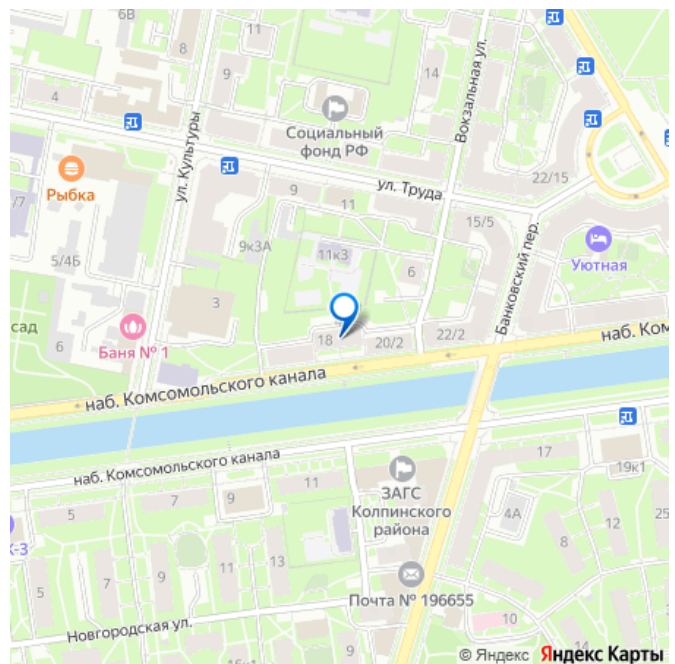 6В
8
11
9
14
4
Социальный
фонд РФ
Вокзальная ул.
ул. Культуры
Рыбка
/7
9
11
ул. Труда
22/15
15/5
Банковский пер.
5/4Б
9к3А
11к3
6
Уютная
3
сад
6
Баня № 1
18
20/2
22/2
наб. Ком
наб. Комсомольского канала
наб. Комсомольского канала
17
19к1
5
7
9
11
ЗАГС
Колпинского
района
4А
12
25
8
к-3
5
7
9
11
13
Почта № 196655
10
Новгородская ул.
9
9
16к1
© Яндекс Яндекс Карты